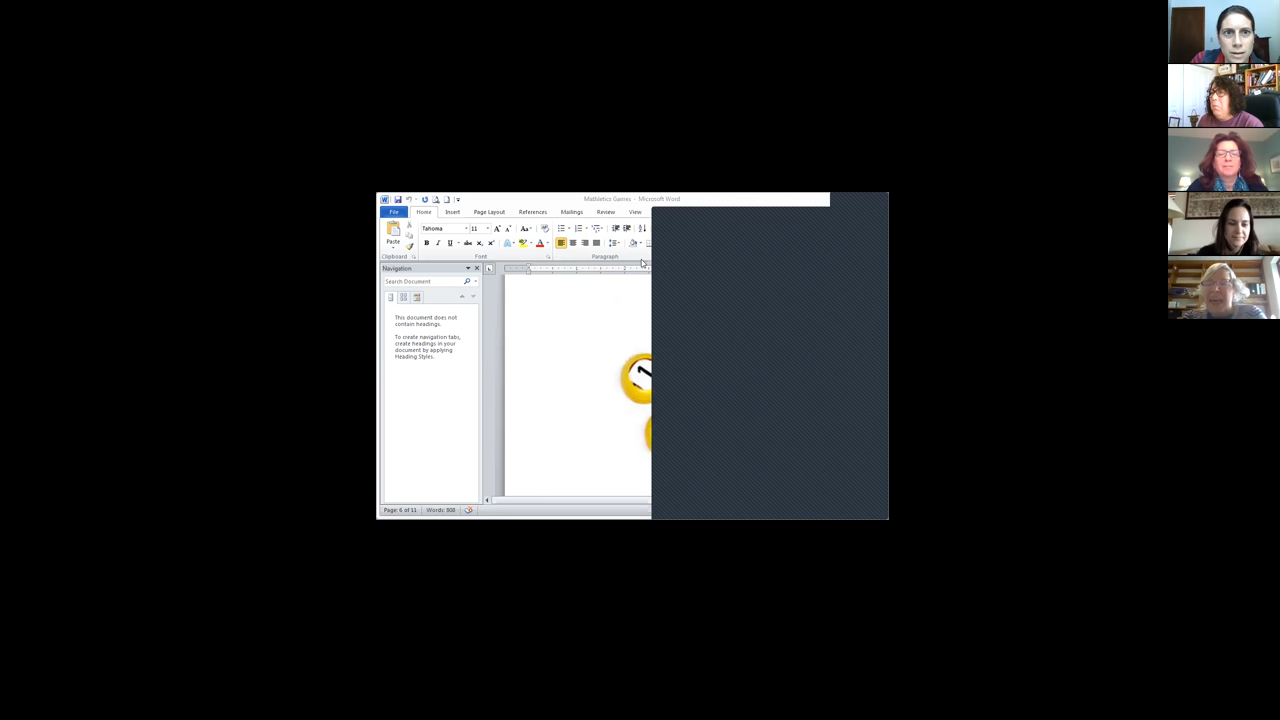 Mathletics Games - Microsoft Word
File Home Insert Page Layout References Mailings Review View
Paste
Tahoma 11
Clipboard Font Paragraph
Navigation
Search Document
This document does not
contain headings.
To create navigation tabs,
create headings in your
document by applying
Heading Styles.
Page: 6 of 11 Words: 500